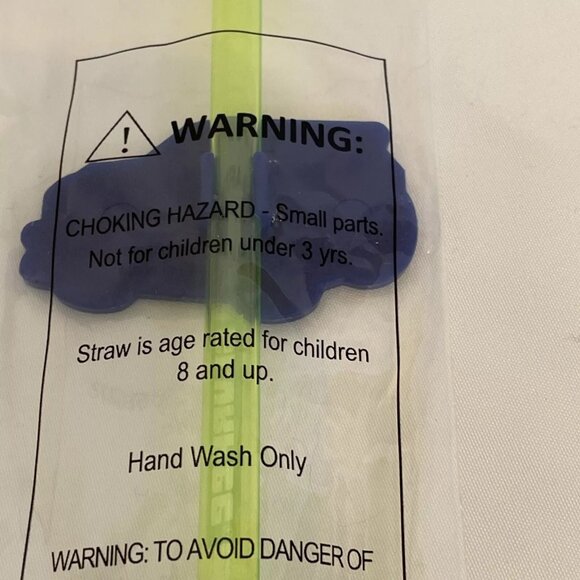 WARNING:
CHOKING HAZARD - Small parts.
Not for children under 3 yrs.
Straw is age rated for children
8 and up.
Hand Wash Only
WARNING: TO AVOID DANGER OF